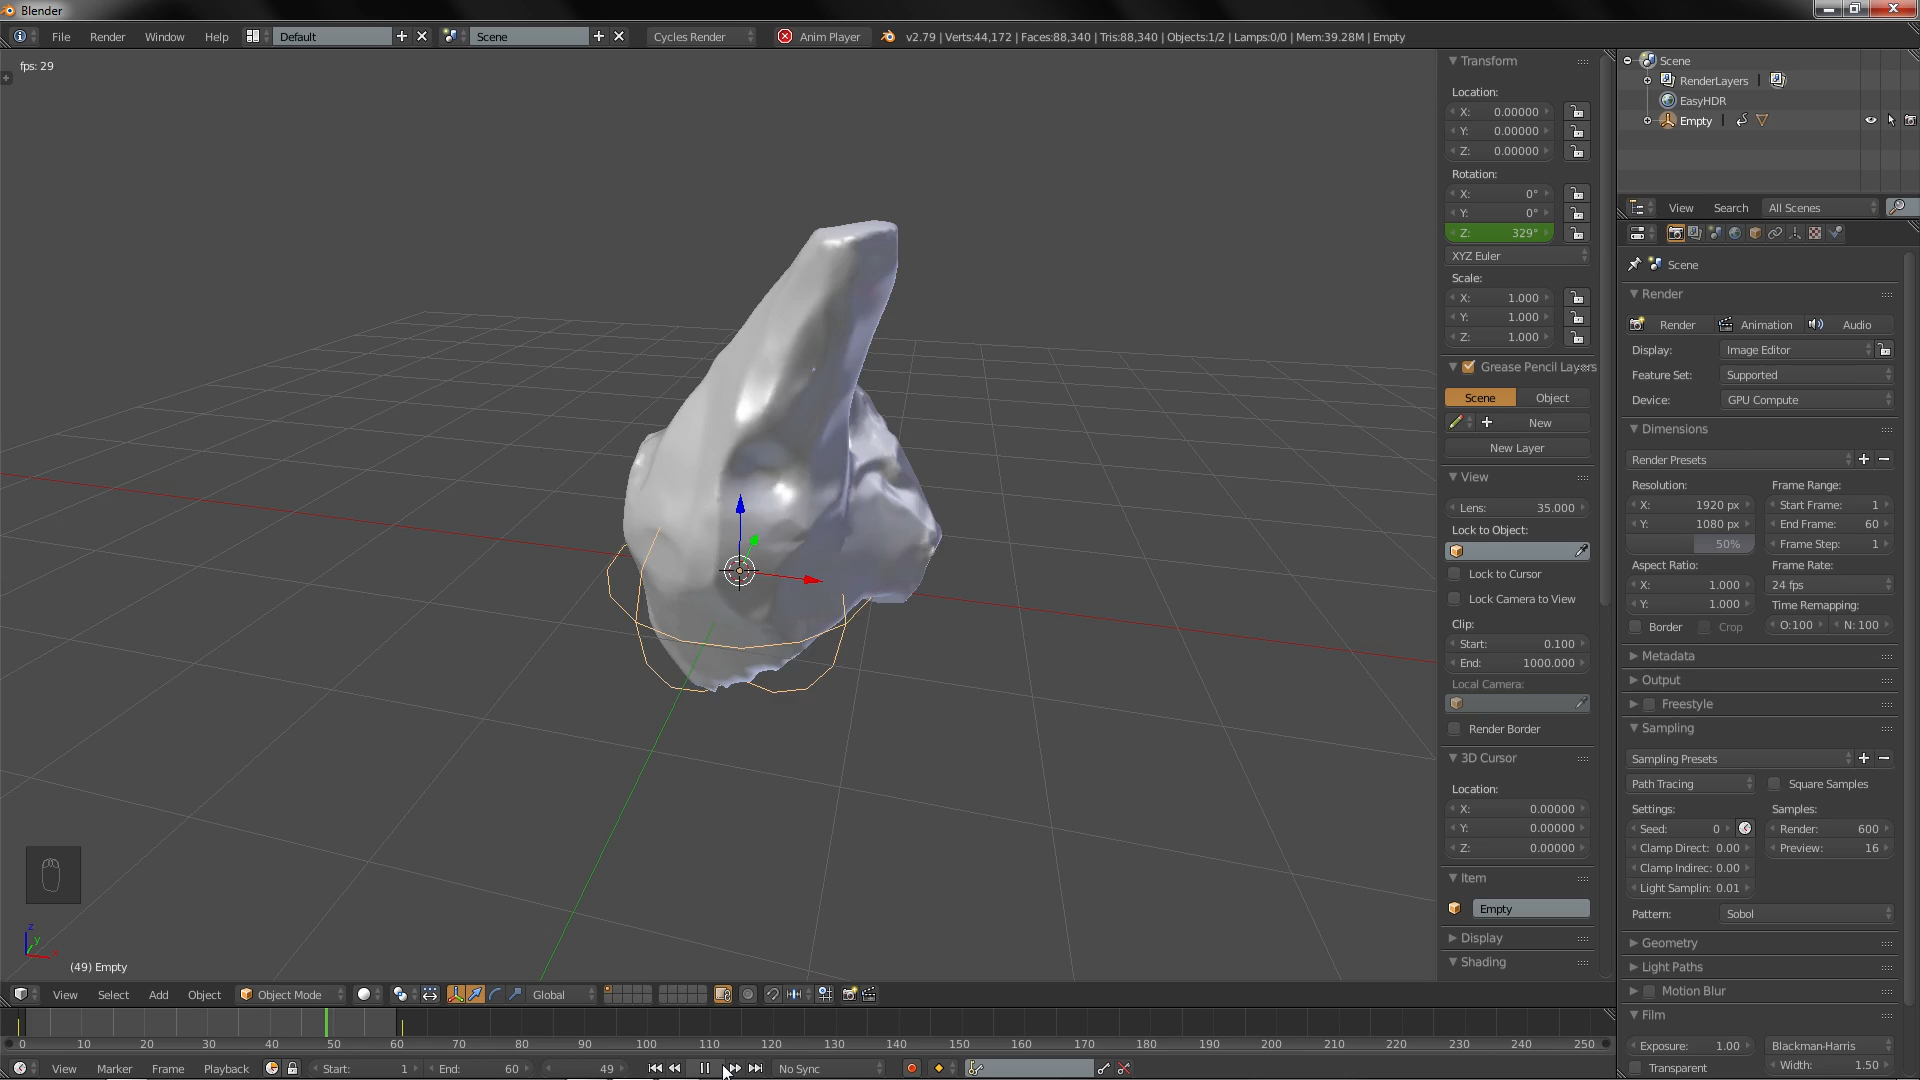 Blender
File Render Window Help Default Scene Cycles Render Anim Player v2.79 | Verts:44,172 | Faces:88,340 | Tris:88,340 | Objects:1/2 | Lamps:0/0 | Mem:39.28M | Empty
fps: 29
(49) Empty
Transform
Location:
X: 0.00000
Y: 0.00000
Z: 0.00000
Rotation:
X: 0°
Y: 0°
Z: 329°
XYZ Euler
Scale:
X: 1.000
Y: 1.000
Z: 1.000
Grease Pencil Layers
Scene Object
New
New Layer
View
Lens: 35.000
Lock to Object:
Lock to Cursor
Lock Camera to View
Clip:
Start: 0.100
End: 1000.000
Local Camera:
Render Border
3D Cursor
Location:
X: 0.00000
Y: 0.00000
Z: 0.00000
Item
Empty
Display
Shading
Scene
RenderLayers |
EasyHDR
Empty |
View Search All Scenes
Scene
Render
Render Animation Audio
Display: Image Editor
Feature Set: Supported
Device: GPU Compute
Dimensions
Render Presets
Resolution: Frame Range:
X: 1920 px Start Frame: 1
Y: 1080 px End Frame: 60
50% Frame Step: 1
Aspect Ratio: Frame Rate:
X: 1.000 24 fps
Y: 1.000 Time Remapping:
Border Crop O:100 N: 100
Metadata
Output
Freestyle
Sampling
Sampling Presets
Path Tracing Square Samples
Settings: Samples:
Seed: 0 Render: 600
Clamp Direct: 0.00 Preview: 16
Clamp Indirec: 0.00
Light Samplin: 0.01
Pattern: Sobol
Geometry
Light Paths
Motion Blur
Film
Exposure: 1.00 Blackman-Harris
Transparent Width: 1.50
z
y
x
View Select Add Object Object Mode Global
0 10 20 30 40 50 60 70 80 90 100 110 120 130 140 150 160 170 180 190 200 210 220 230 240 250
View Marker Frame Playback Start: 1 End: 60 49 No Sync